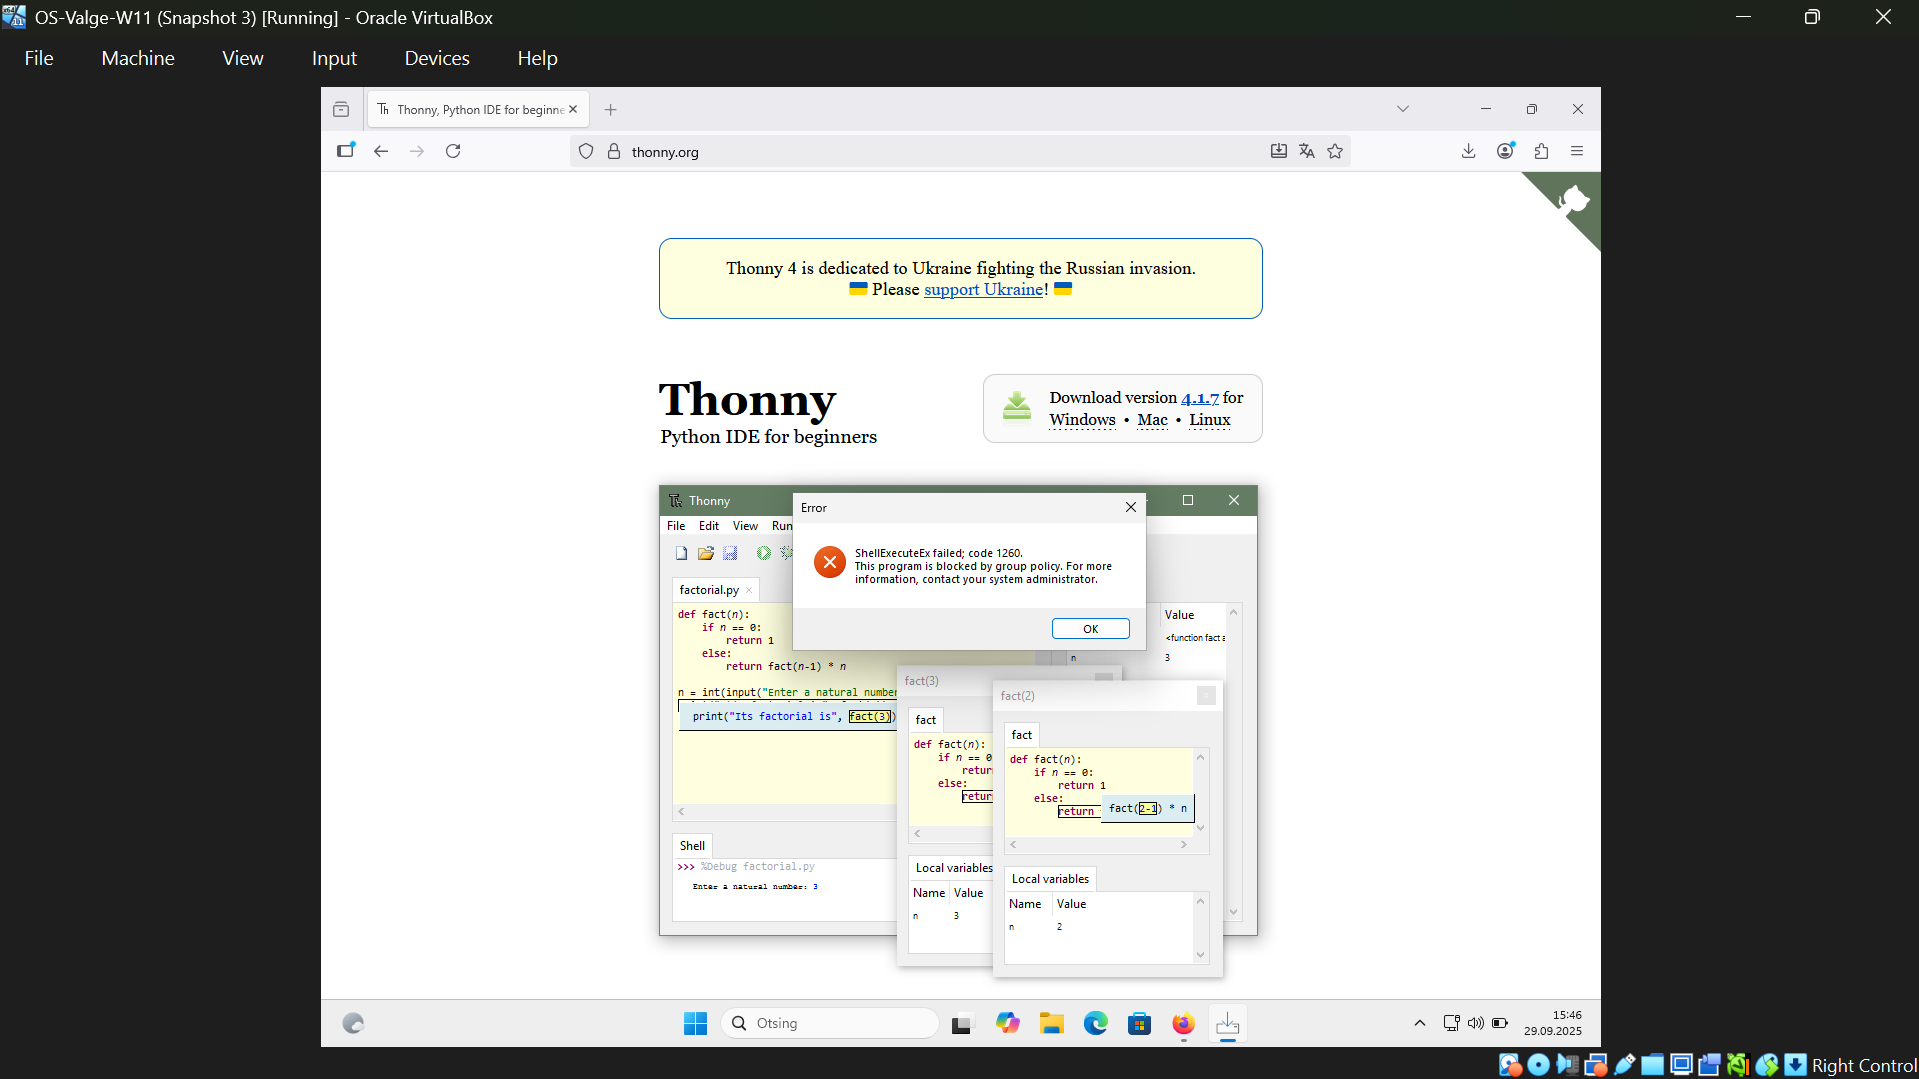 OS-Valge-W11 (Snapshot 3) [Running] - Oracle VirtualBox
File Machine View Input Devices Help
Th Thonny, Python IDE for beginne
thonny.org
Thonny 4 is dedicated to Ukraine fighting the Russian invasion.
Please support Ukraine!
Thonny
Python IDE for beginners
Download version 4.1.7 for
Windows • Mac • Linux
Th Thonny
File Edit View Run
Error
ShellExecuteEx failed; code 1260.
This program is blocked by group policy. For more
information, contact your system administrator.
OK
factorial.py
def fact(n):
if n == 0:
return 1
else:
return fact(n-1) * n
n = int(input("Enter a natural number
print("Its factorial is", fact(3))
Value
<function fact a
n 3
Shell
>>> %Debug factorial.py
Enter a natural number: 3
fact(3)
fact
def fact(n):
if n == 0
retur
else:
retur
Local variables
Name Value
n 3
fact(2)
fact
def fact(n):
if n == 0:
return 1
else:
return fact(2-1) * n
Local variables
Name Value
n 2
Otsing
15:46
29.09.2025
Right Control